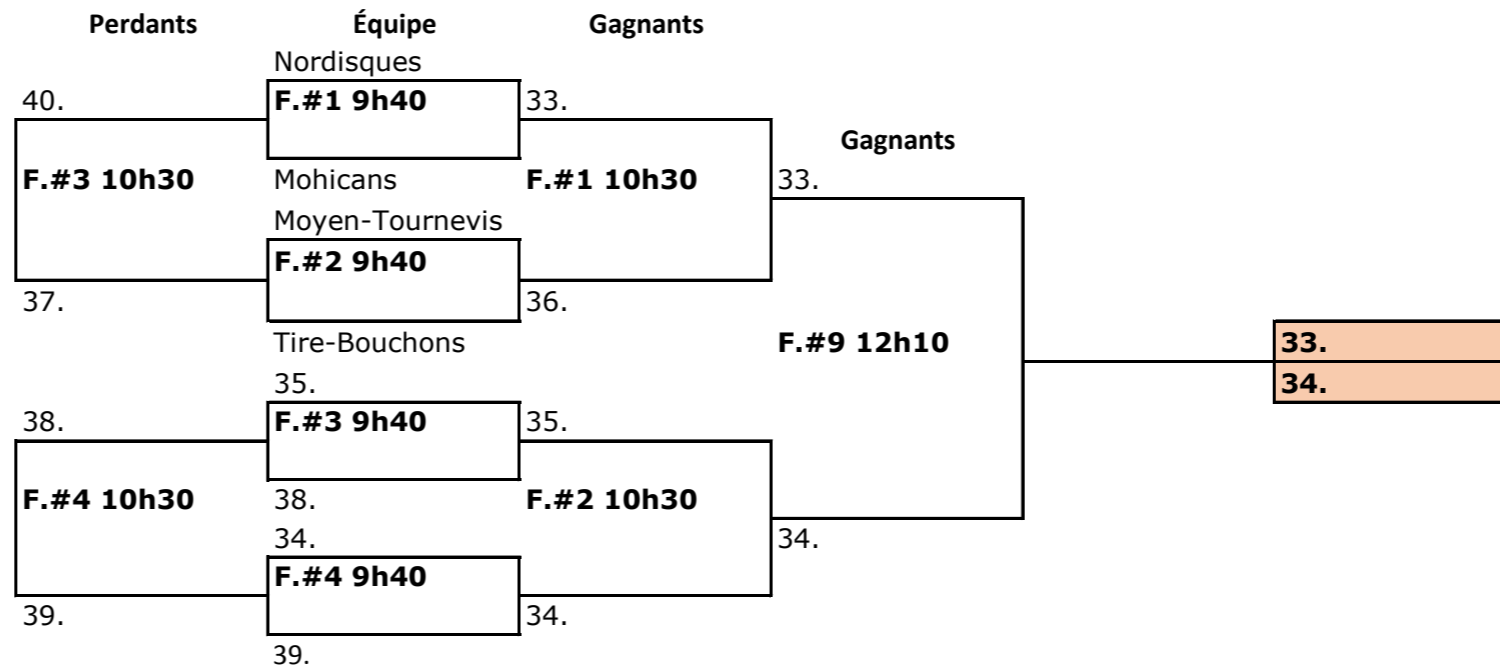 Perdants Équipe Gagnants
Nordisques
40. F.#1 9h40 33.
Gagnants
F.#3 10h30 Mohicans F.#1 10h30 33.
Moyen-Tournevis
F.#2 9h40
37. 36.
Tire-Bouchons F.#9 12h10 33.
35. 34.
38. F.#3 9h40 35.
F.#4 10h30 38. F.#2 10h30
34. 34.
F.#4 9h40
39. 34.
39.